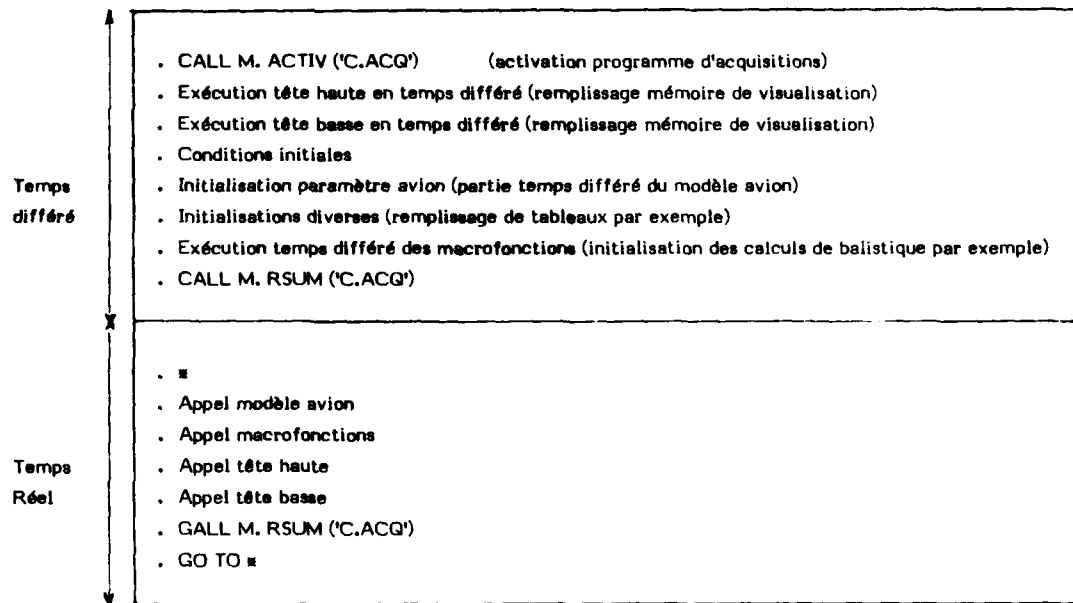 . CALL M. ACTIV ('C.ACQ') (activation programme d'acquisitions)
. Exécution tête haute en temps différé (remplissage mémoire de visualisation)
. Exécution tête basse en temps différé (remplissage mémoire de visualisation)
. Conditions initiales
Temps différé
. Initialisation paramètre avion (partie temps différé du modèle avion)
. Initialisations diverses (remplissage de tableaux par exemple)
. Exécution temps différé des macrofonctions (initialisation des calculs de balistique par exemple)
. CALL M. RSUM ('C.ACQ')
. *
. Appel modèle avion
. Appel macrofonctions
Temps Réel
. Appel tête haute
. Appel tête basse
. GALL M. RSUM ('C.ACQ')
. GO TO *